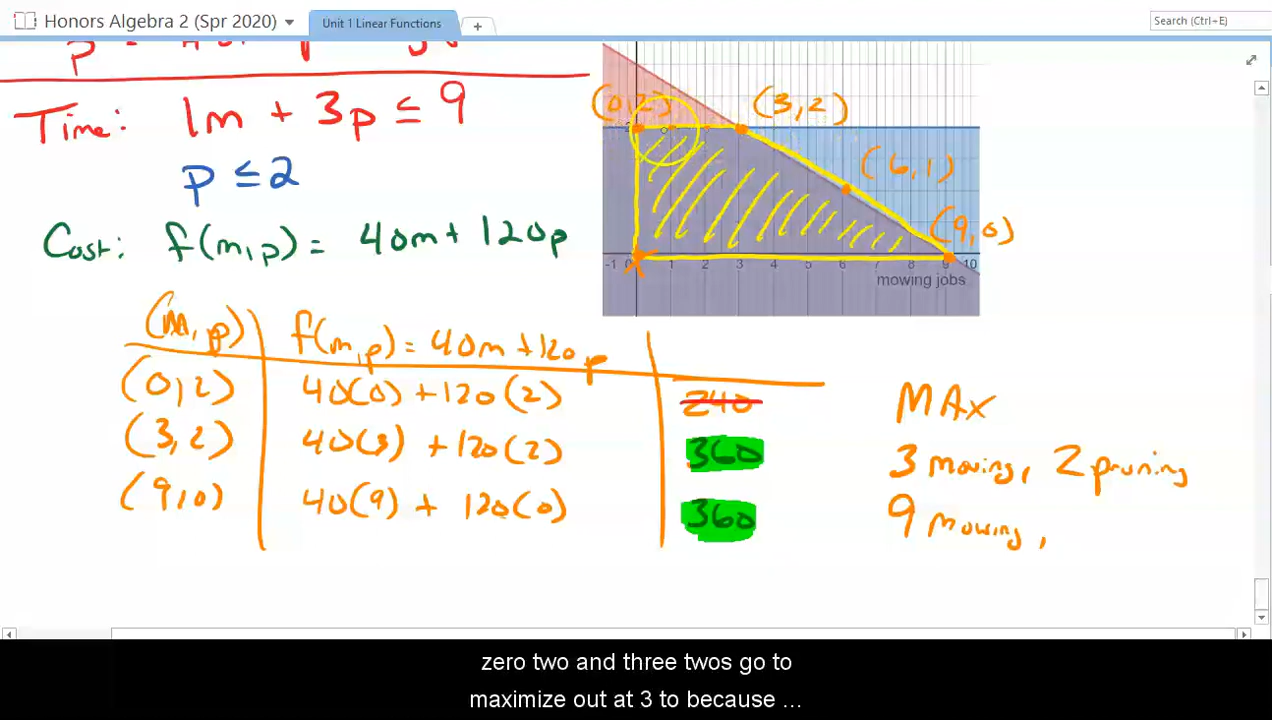 Honors Algebra 2 (Spr 2020)
Unit 1 Linear Functions
+
Search (Ctrl+E)
Time: 1m + 3p ≤ 9
p ≤ 2
Cost: f(m,p) = 40m + 120p
(0,2)
(3,2)
(6,1)
(9,0)
-1 0 1 2 3 4 5 6 7 8 9 10
mowing jobs
(m,p) f(m,p) = 40m + 120p
(0,2) 40(0) + 120(2) 240
(3,2) 40(3) + 120(2) 360
(9,0) 40(9) + 120(0) 360
MAX
3 mowing, 2 pruning
9 mowing,
zero two and three twos go to
maximize out at 3 to because ...